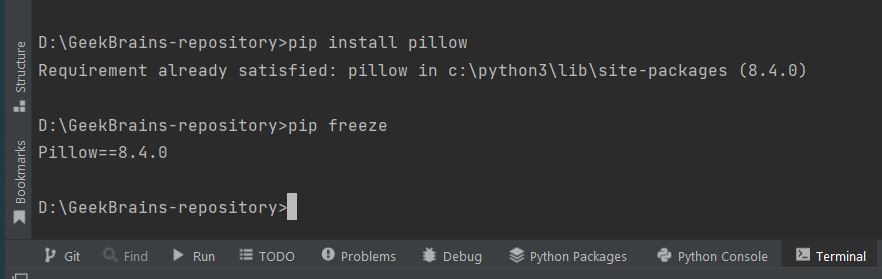 D:\GeekBrains-repository>pip install pillow
Requirement already satisfied: pillow in c:\python3\lib\site-packages (8.4.0)
D:\GeekBrains-repository>pip freeze
Pillow==8.4.0
D:\GeekBrains-repository>
Structure
Bookmarks
Git
Find
Run
TODO
Problems
Debug
Python Packages
Python Console
Terminal